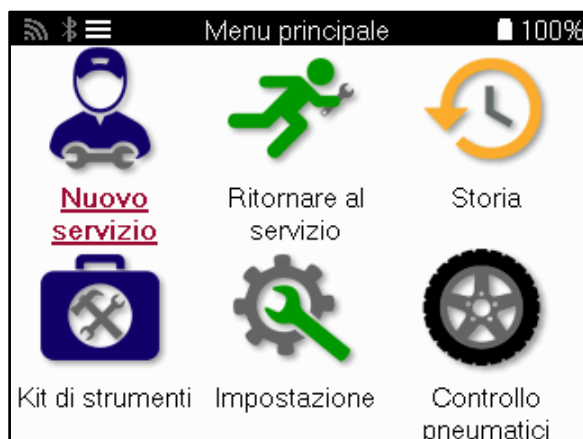 Menu principale 100%
Nuovo
servizio
Ritornare al
servizio
Storia
Kit di strumenti
Impostazione
Controllo
pneumatici